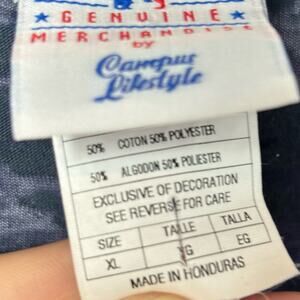 GENUINE
MERCHANDISE
by
Campus
Lifestyle
50% COTON 50% POLYESTER
50% ALGODON 50% POLIESTER
EXCLUSIVE OF DECORATION
SEE REVERSE FOR CARE
SIZE TAILLE TALLA
XL TG EG
MADE IN HONDURAS